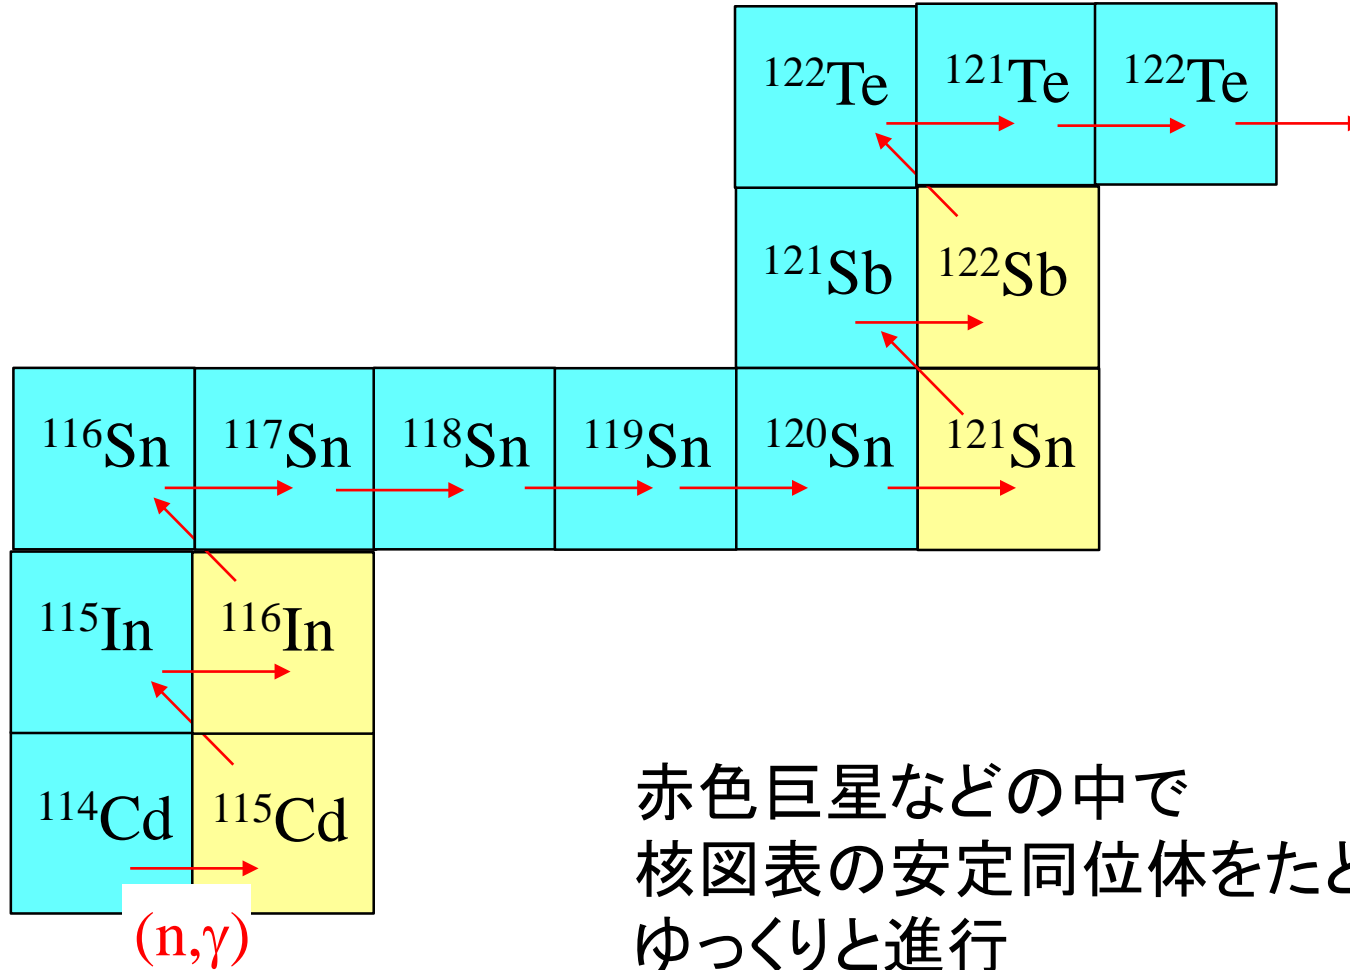 ¹²²Te ¹²¹Te ¹²²Te
¹²¹Sb ¹²²Sb
¹¹⁶Sn ¹¹⁷Sn ¹¹⁸Sn ¹¹⁹Sn ¹²⁰Sn ¹²¹Sn
¹¹⁵In ¹¹⁶In
¹¹⁴Cd ¹¹⁵Cd
(n,γ)
赤色巨星などの中で
核図表の安定同位体をたと
ゆっくりと進行